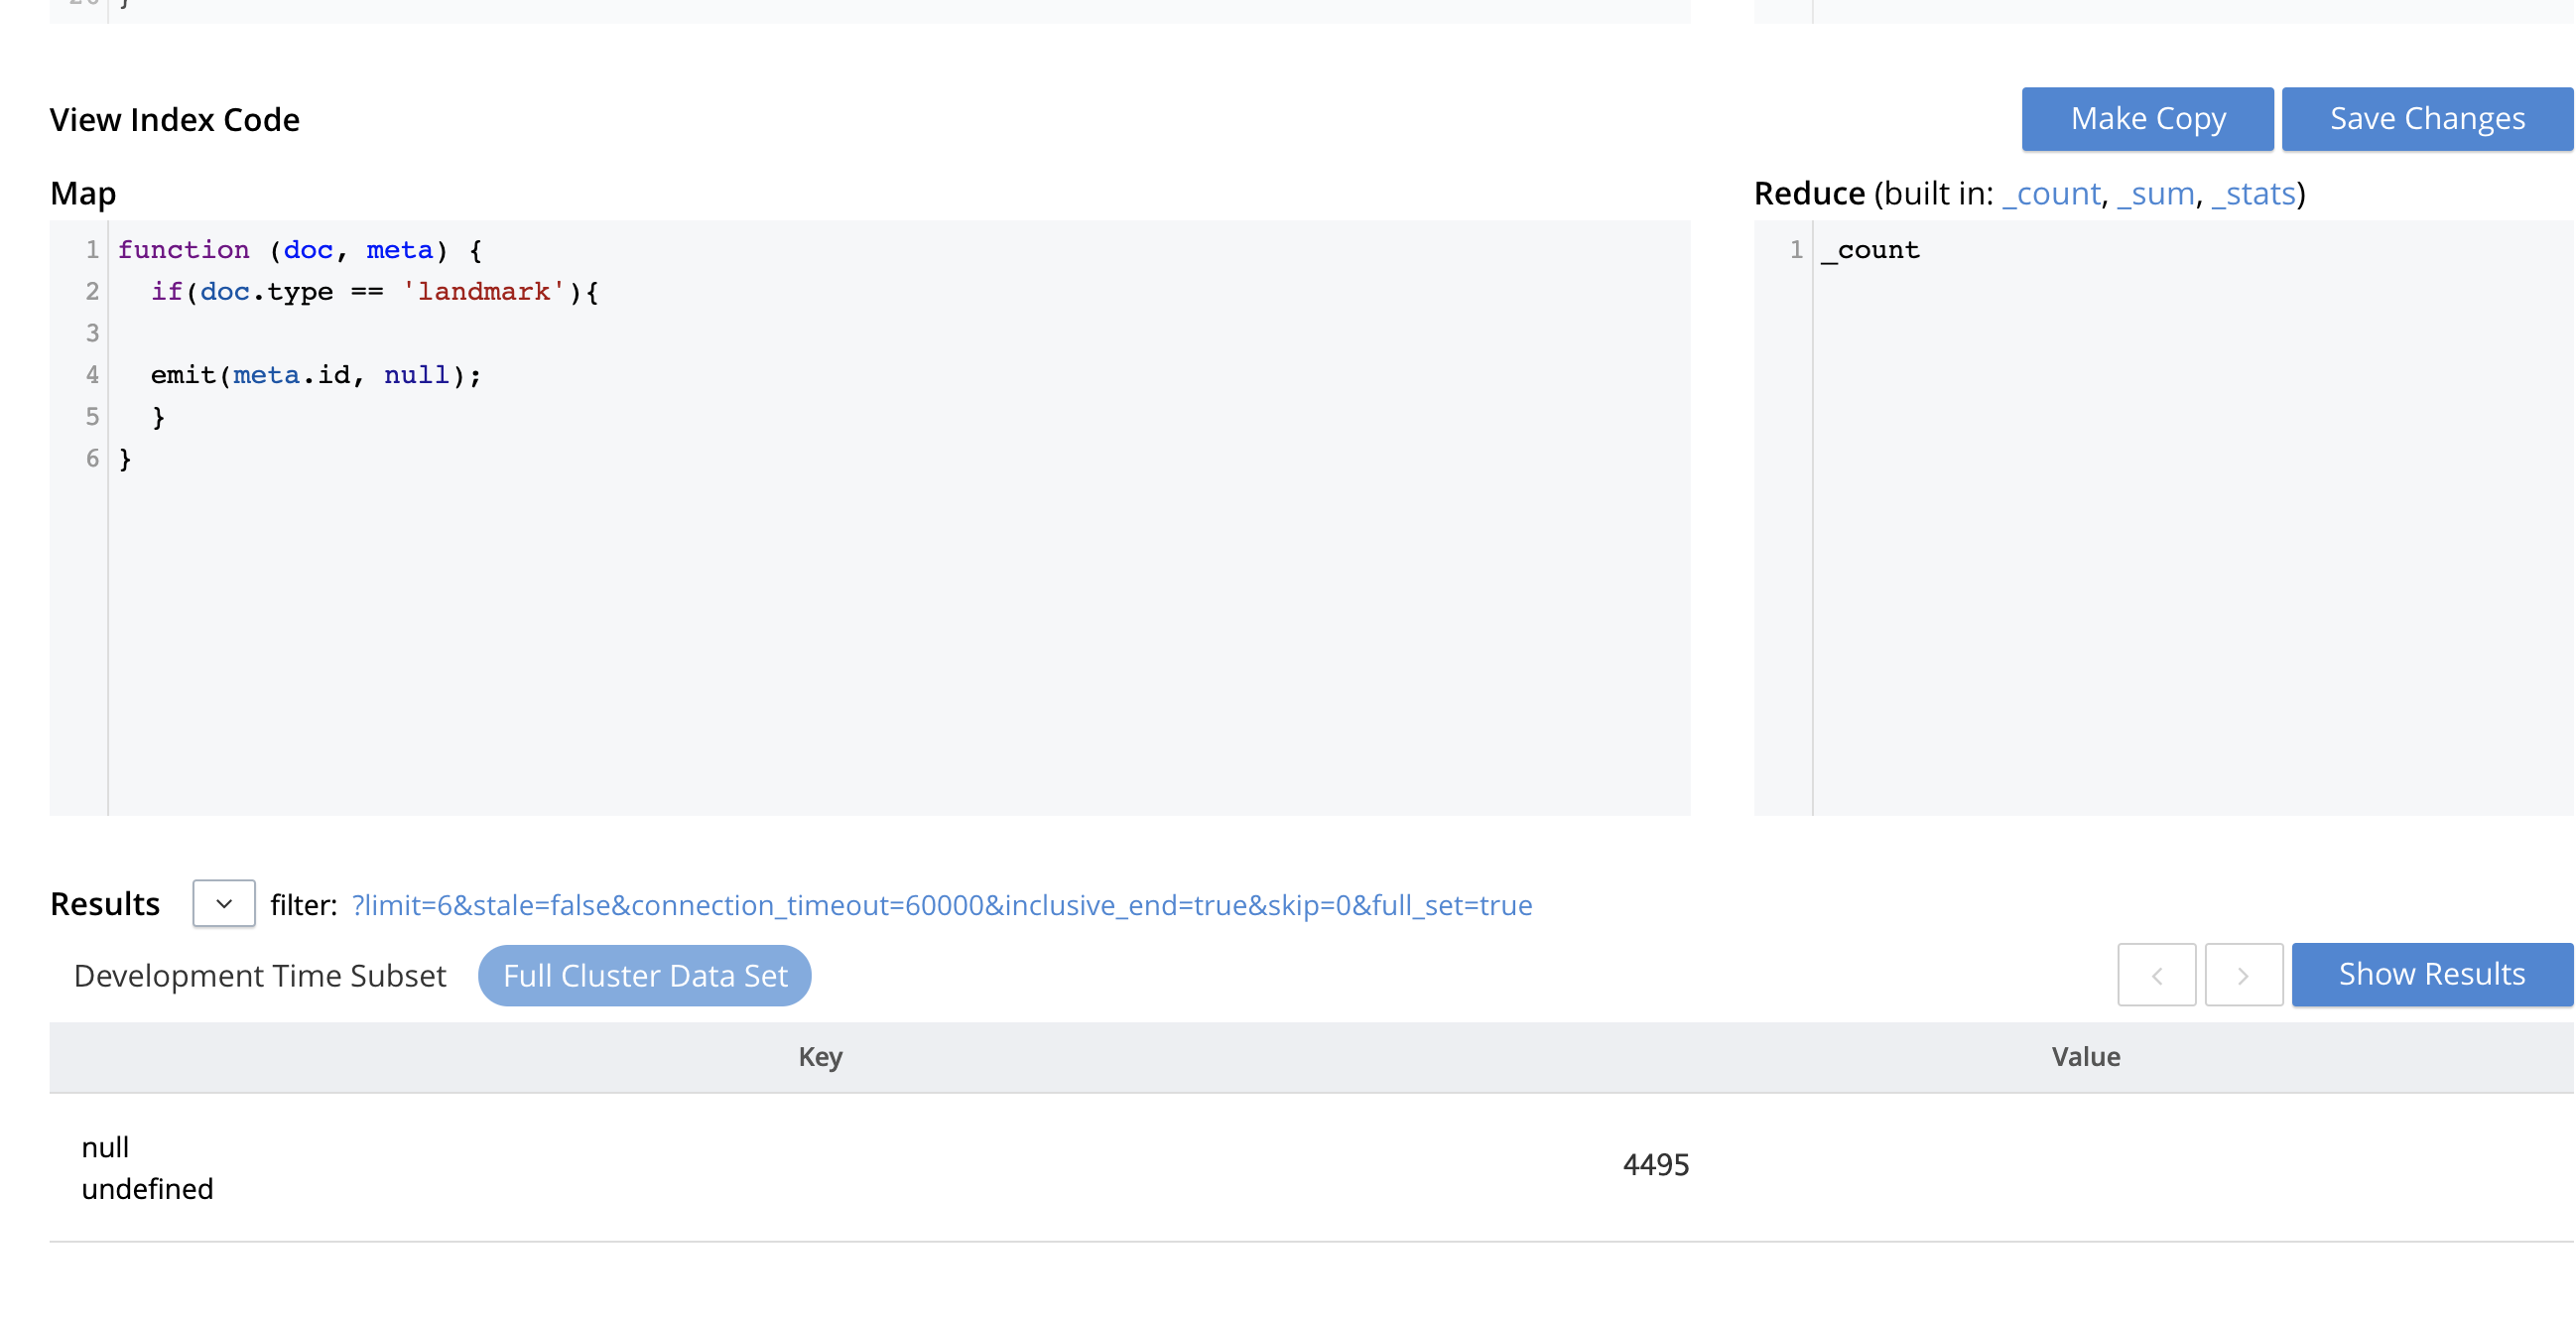 }
View Index Code
Make Copy
Save Changes
Map
Reduce (built in: _count, _sum, _stats)
1 function (doc, meta) {
2   if(doc.type == 'landmark'){
3
4   emit(meta.id, null);
5   }
6 }
1 _count
Results
filter: ?limit=6&stale=false&connection_timeout=60000&inclusive_end=true&skip=0&full_set=true
Development Time Subset
Full Cluster Data Set
Show Results
Key
Value
null
undefined
4495